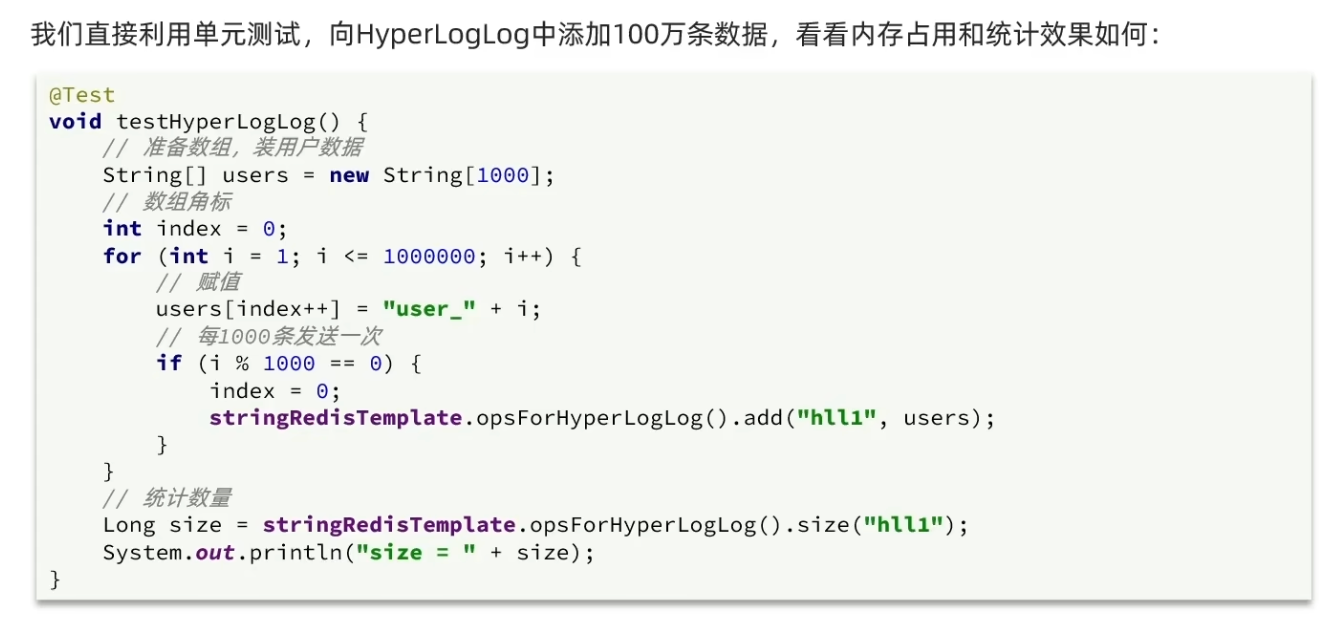 我们直接利用单元测试，向HyperLogLog中添加100万条数据，看看内存占用和统计效果如何：
@Test
void testHyperLogLog() {
    // 准备数组，装用户数据
    String[] users = new String[1000];
    // 数组角标
    int index = 0;
    for (int i = 1; i <= 1000000; i++) {
        // 赋值
        users[index++] = "user_" + i;
        // 每1000条发送一次
        if (i % 1000 == 0) {
            index = 0;
            stringRedisTemplate.opsForHyperLogLog().add("hll1", users);
        }
    }
    // 统计数量
    Long size = stringRedisTemplate.opsForHyperLogLog().size("hll1");
    System.out.println("size = " + size);
}